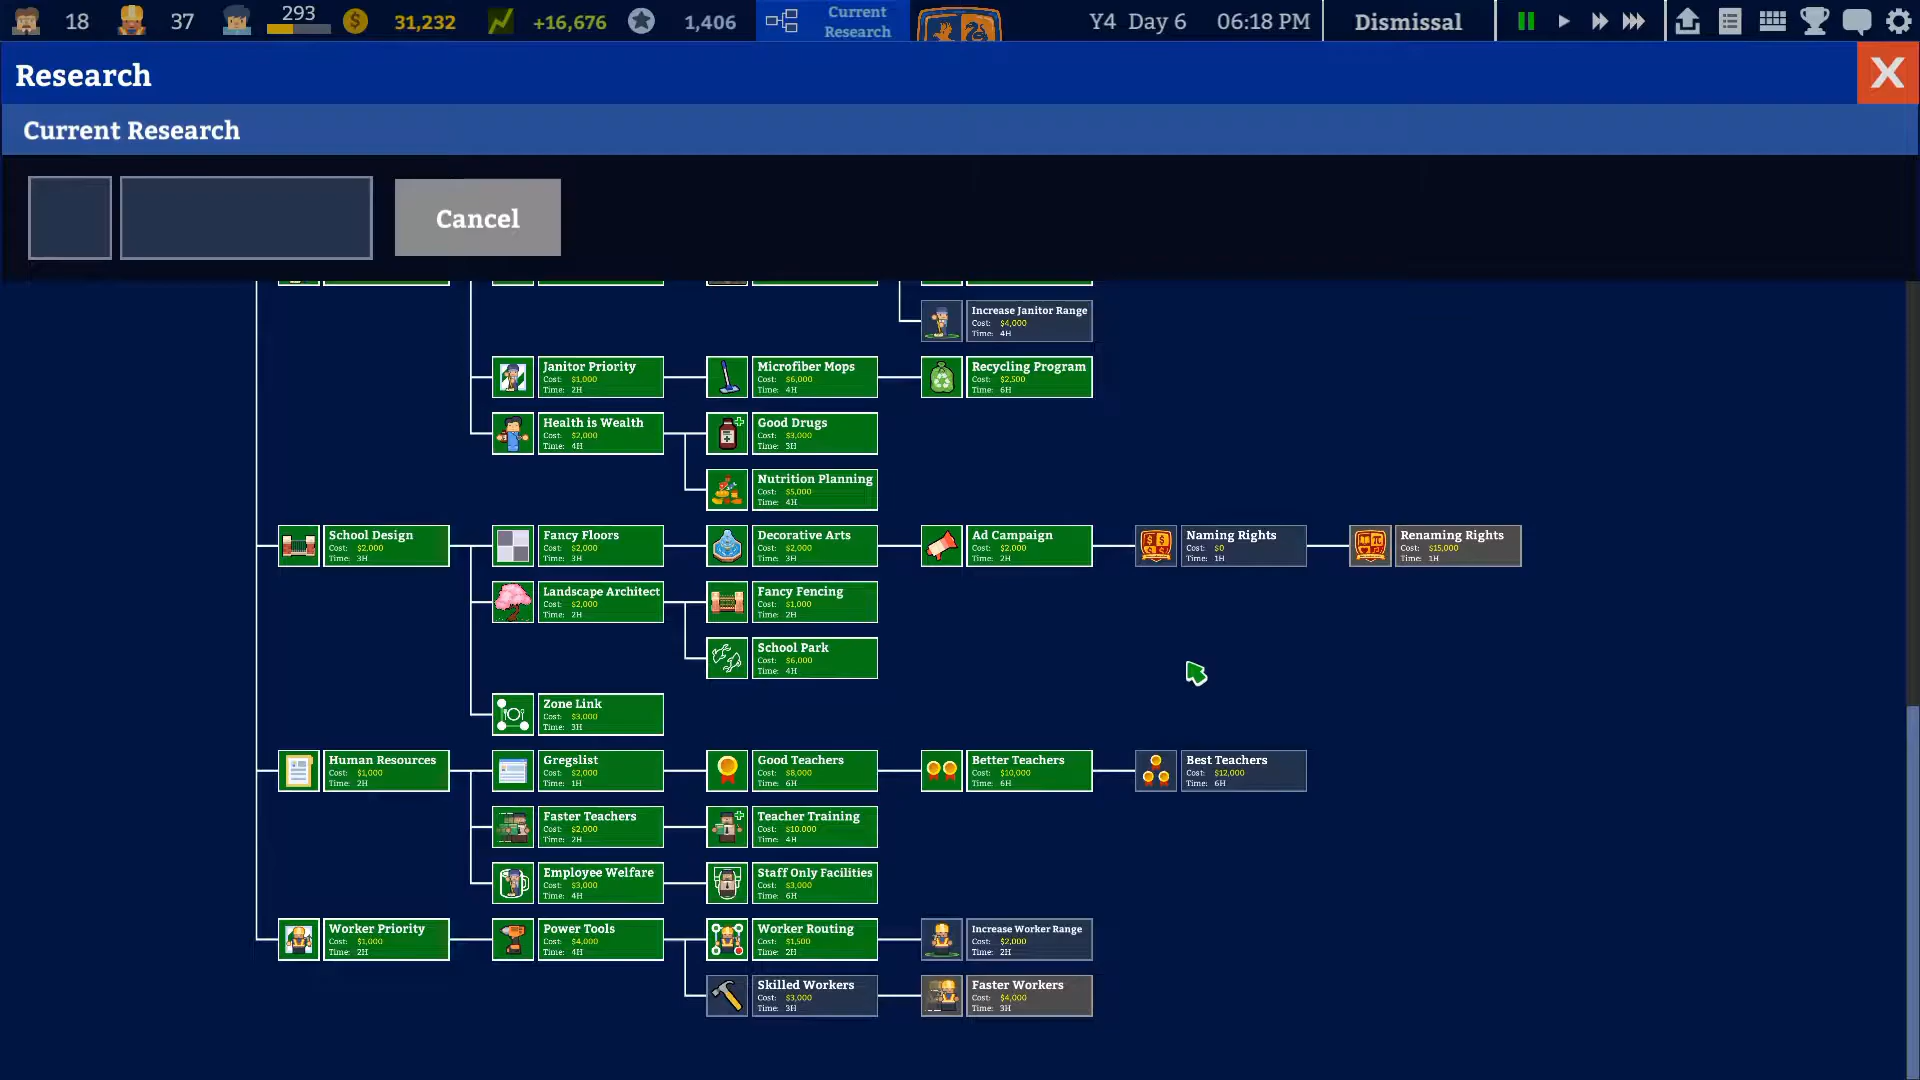 18 37 293 31,232 +16,676 1,406 Current Research Y4 Day 6 06:18 PM Dismissal
Research X
Current Research
Cancel
Increase Janitor Range
Cost: $4,000
Time: 4H
Janitor Priority
Cost: $1,000
Time: 2H
Microfiber Mops
Cost: $6,000
Time: 4H
Recycling Program
Cost: $2,500
Time: 6H
Health is Wealth
Cost: $2,000
Time: 4H
Good Drugs
Cost: $3,000
Time: 3H
Nutrition Planning
Cost: $5,000
Time: 4H
School Design
Cost: $2,000
Time: 3H
Fancy Floors
Cost: $2,000
Time: 3H
Decorative Arts
Cost: $2,000
Time: 3H
Ad Campaign
Cost: $2,000
Time: 2H
Naming Rights
Cost: $0
Time: 1H
Renaming Rights
Cost: $15,000
Time: 1H
Landscape Architect
Cost: $2,000
Time: 2H
Fancy Fencing
Cost: $1,000
Time: 2H
School Park
Cost: $6,000
Time: 4H
Zone Link
Cost: $3,000
Time: 3H
Human Resources
Cost: $1,000
Time: 2H
Gregslist
Cost: $2,000
Time: 1H
Good Teachers
Cost: $8,000
Time: 6H
Better Teachers
Cost: $10,000
Time: 6H
Best Teachers
Cost: $12,000
Time: 6H
Faster Teachers
Cost: $2,000
Time: 2H
Teacher Training
Cost: $10.000
Time: 4H
Employee Welfare
Cost: $3,000
Time: 4H
Staff Only Facilities
Cost: $3,000
Time: 6H
Worker Priority
Cost: $1,000
Time: 2H
Power Tools
Cost: $4,000
Time: 4H
Worker Routing
Cost: $1,500
Time: 2H
Increase Worker Range
Cost: $2,000
Time: 2H
Skilled Workers
Cost: $3,000
Time: 3H
Faster Workers
Cost: $4,000
Time: 3H